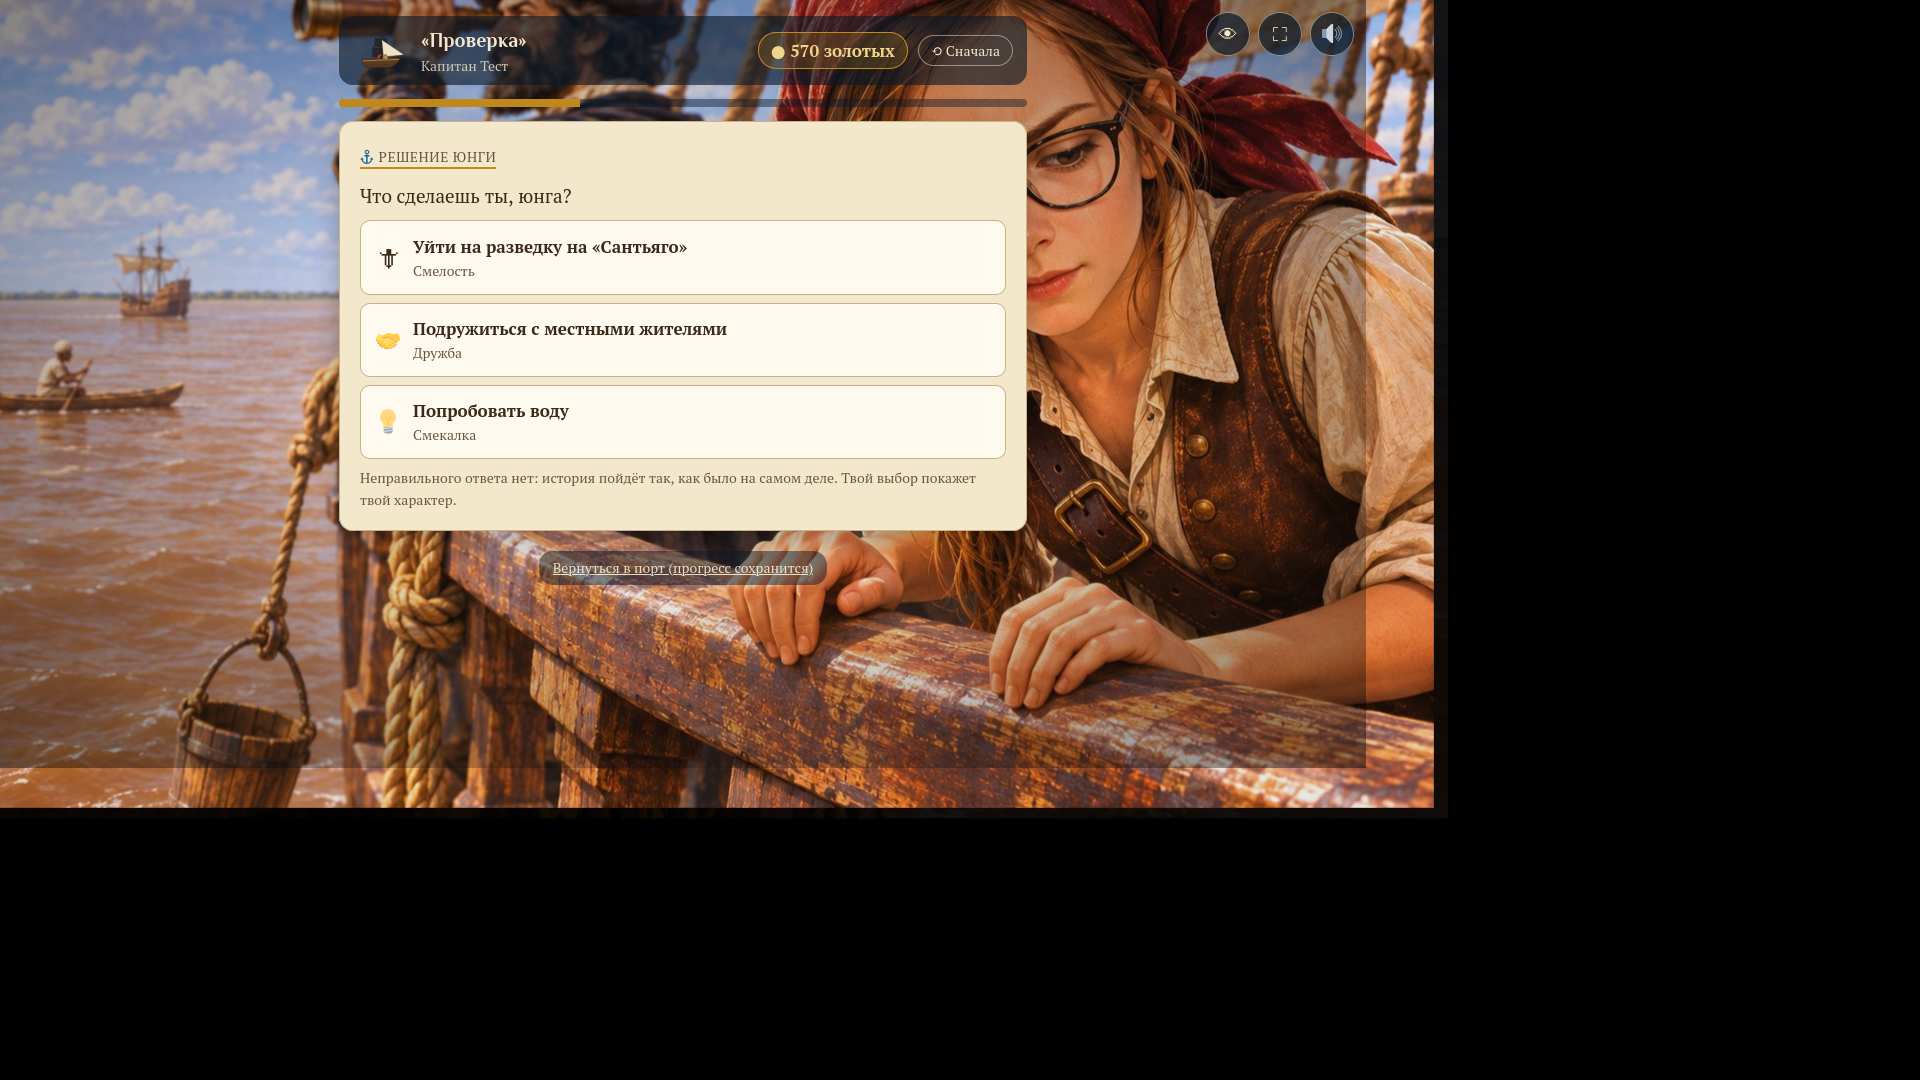 «Проверка»
Капитан Тест
570 золотых
⟲ Сначала
⚓ РЕШЕНИЕ ЮНГИ
Что сделаешь ты, юнга?
Уйти на разведку на «Сантьяго»
Смелость
Подружиться с местными жителями
Дружба
Попробовать воду
Смекалка
Неправильного ответа нет: история пойдёт так, как было на самом деле. Твой выбор покажет
твой характер.
Вернуться в порт (прогресс сохранится)